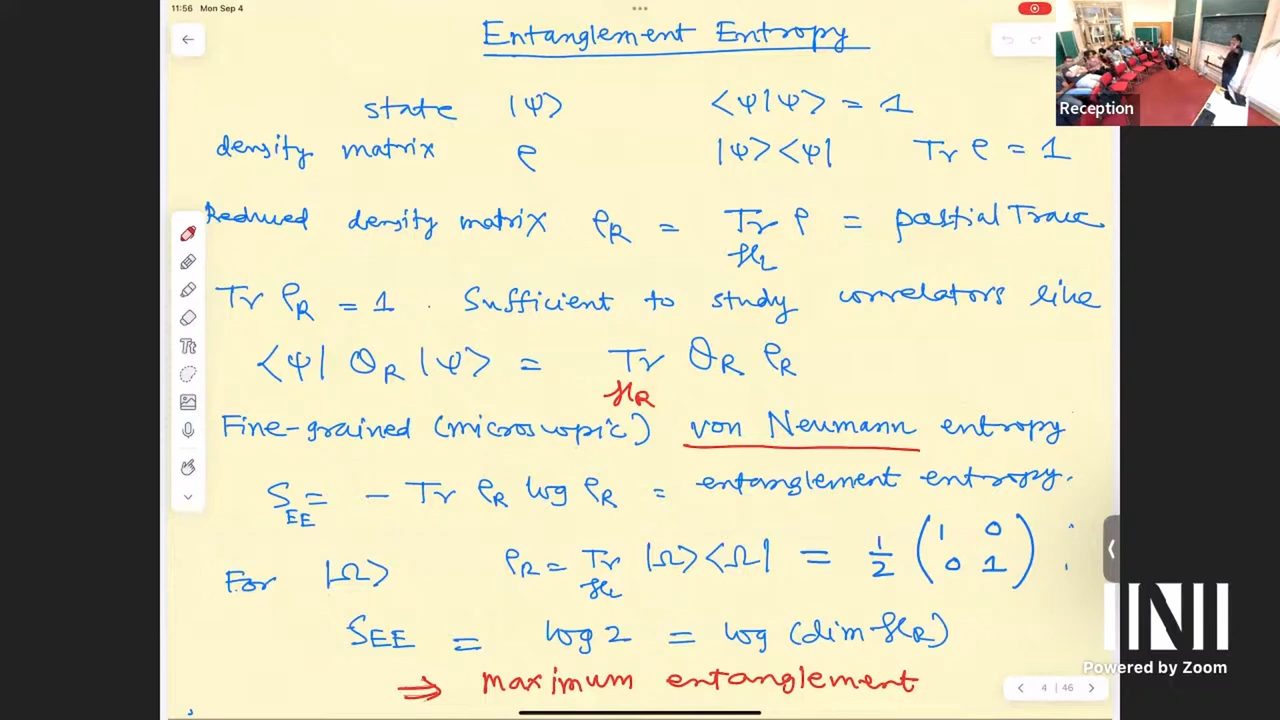 11:56 Mon Sep 4
Entanglement Entropy
Reception
state |ψ⟩ ⟨ψ|ψ⟩ = 1
density matrix ρ |ψ⟩⟨ψ| Tr ρ = 1
Reduced density matrix ρ_R = Tr_{H_L} ρ = partial Trace
Tr ρ_R = 1 . Sufficient to study correlators like
⟨ψ| O_R |ψ⟩ = Tr_{H_R} O_R ρ_R
Fine-grained (microscopic) von Neumann entropy
S_EE = - Tr ρ_R log ρ_R = entanglement entropy.
For |Ω⟩ ρ_R = Tr_{H_L} |Ω⟩⟨Ω| = 1/2 (1 0
0 1) ;
S_EE = log 2 = log (dim H_R)
⇒ maximum entanglement
Tt
4 / 46
INI
Powered by Zoom